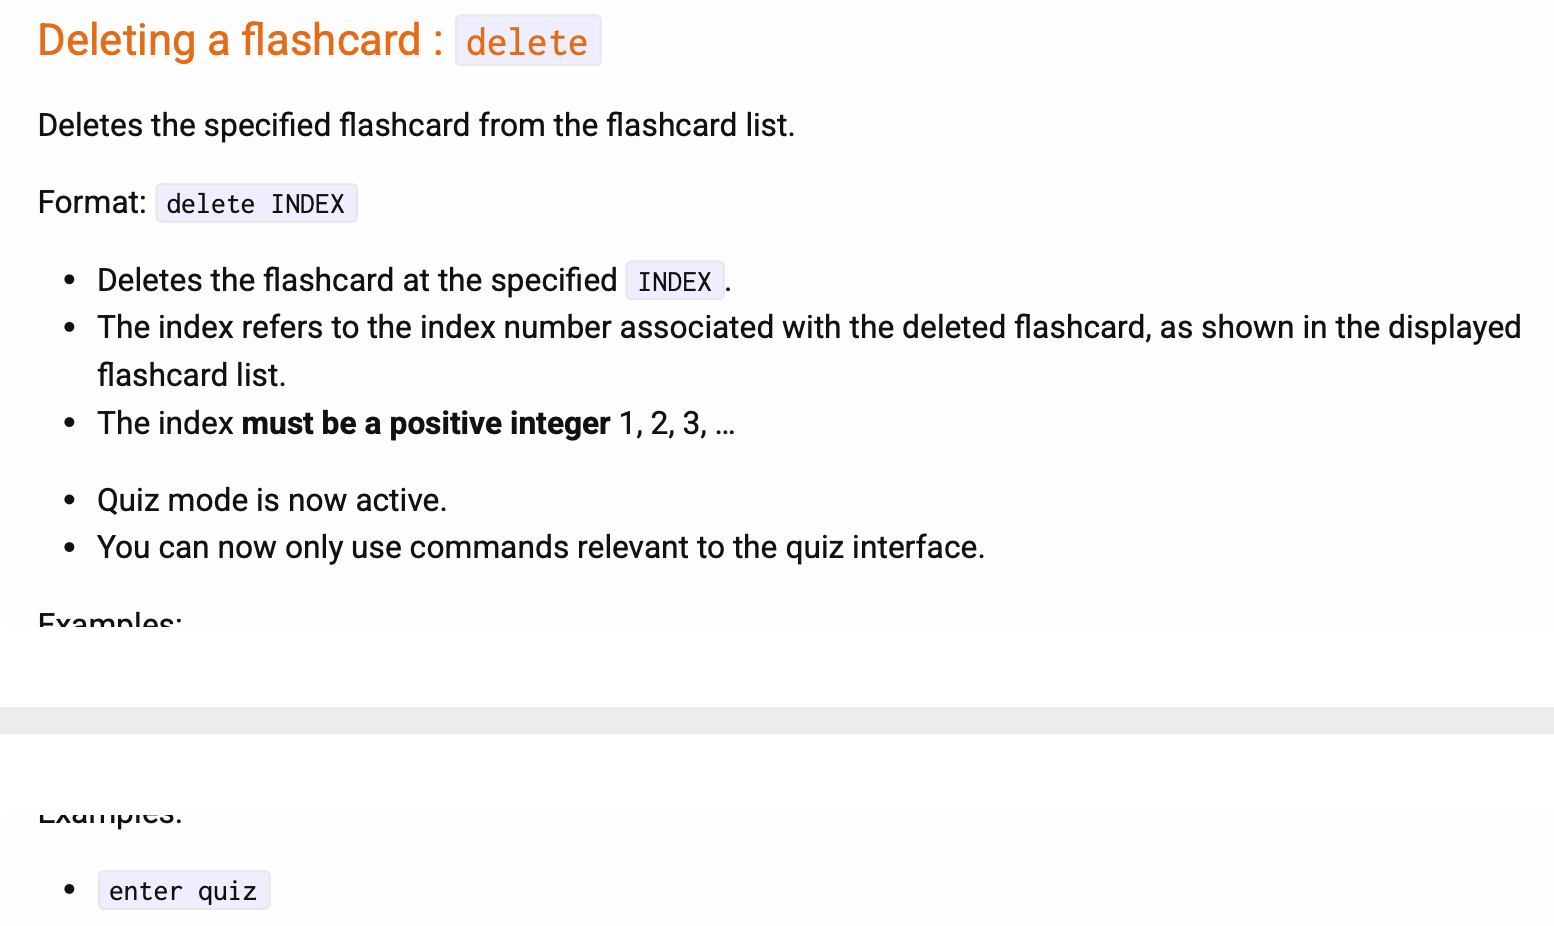 Deleting a flashcard : delete
Deletes the specified flashcard from the flashcard list.
Format: delete INDEX
• Deletes the flashcard at the specified INDEX.
• The index refers to the index number associated with the deleted flashcard, as shown in the displayed
flashcard list.
• The index must be a positive integer 1, 2, 3, …
• Quiz mode is now active.
• You can now only use commands relevant to the quiz interface.
Examples:
Examples:
• enter quiz